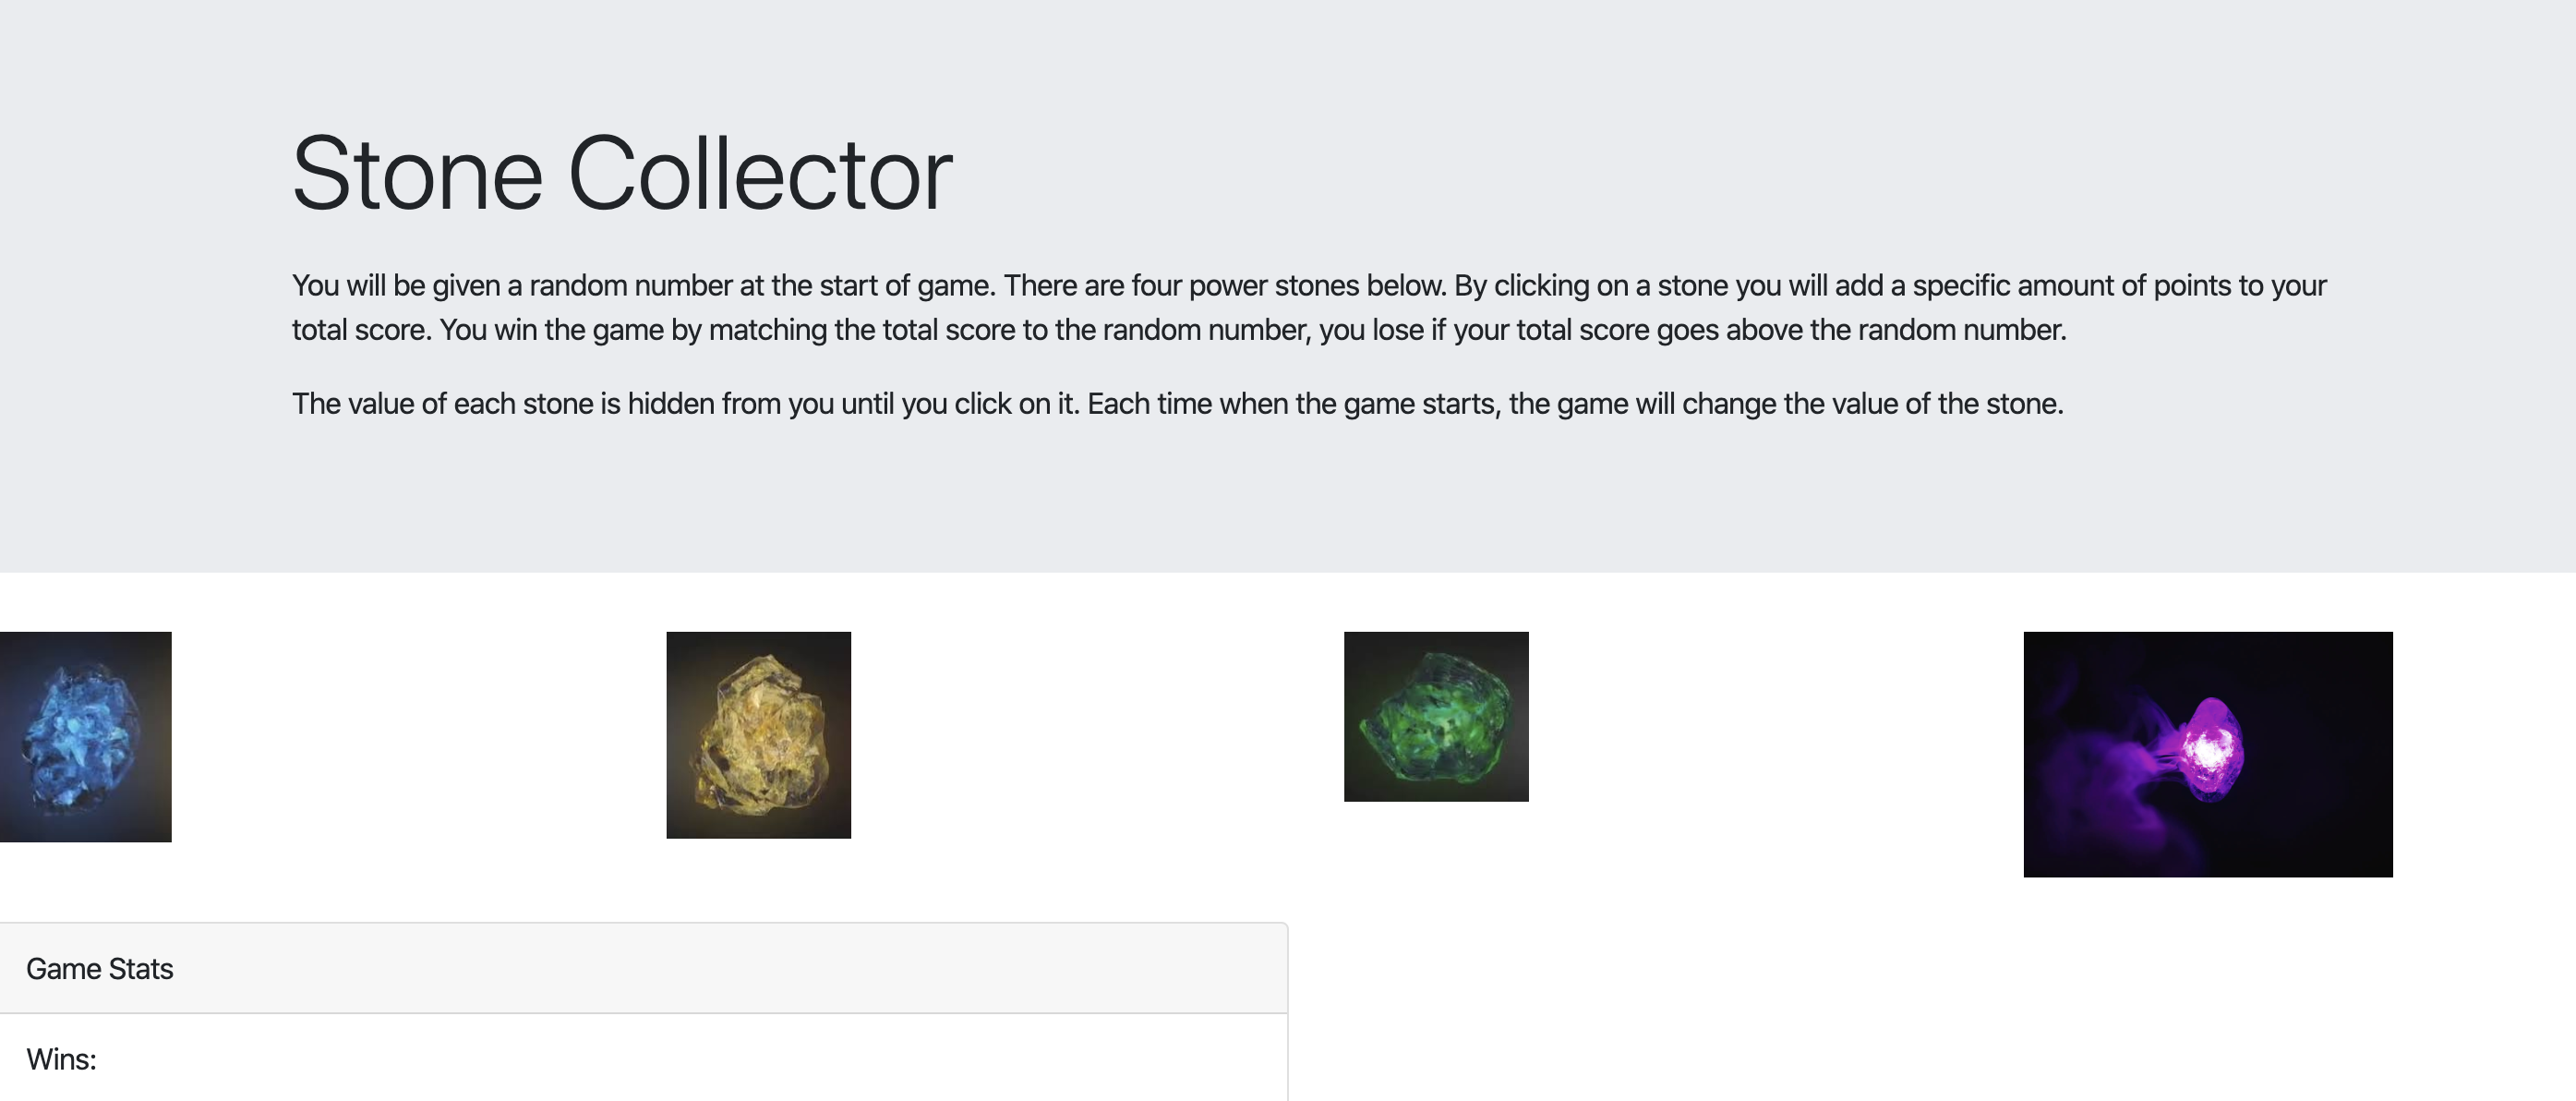 Stone Collector
You will be given a random number at the start of game. There are four power stones below. By clicking on a stone you will add a specific amount of points to your
total score. You win the game by matching the total score to the random number, you lose if your total score goes above the random number.
The value of each stone is hidden from you until you click on it. Each time when the game starts, the game will change the value of the stone.
Game Stats
Wins: